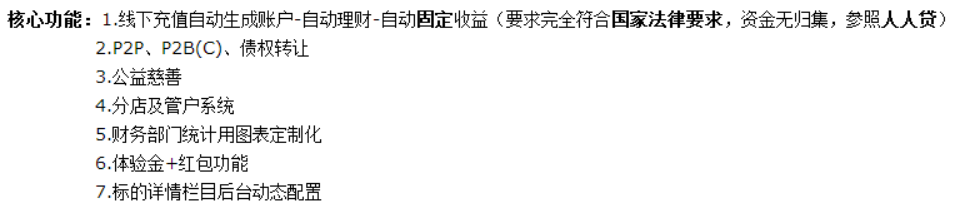 核心功能：1.线下充值自动生成账户-自动理财-自动固定收益（要求完全符合国家法律要求，资金无归集，参照人人贷）
2.P2P、P2B(C)、债权转让
3.公益慈善
4.分店及管户系统
5.财务部门统计用图表定制化
6.体验金+红包功能
7.标的详情栏目后台动态配置